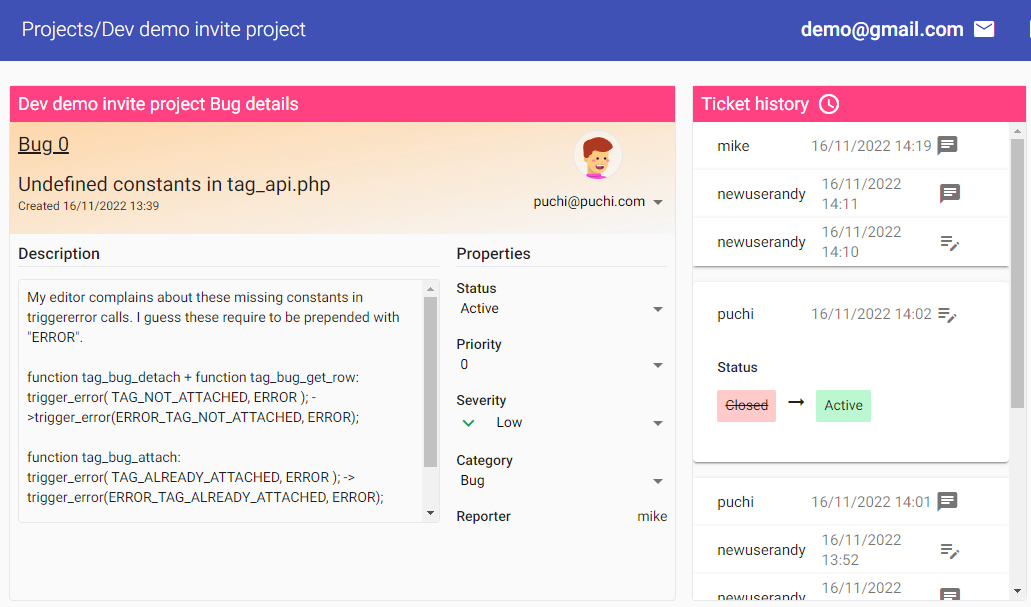 Projects/Dev demo invite project
demo@gmail.com
Dev demo invite project Bug details
Bug 0
Undefined constants in tag_api.php
Created 16/11/2022 13:39
puchi@puchi.com
Description
My editor complains about these missing constants in
triggererror calls. I guess these require to be prepended with
"ERROR".
function tag_bug_detach + function tag_bug_get_row:
trigger_error( TAG_NOT_ATTACHED, ERROR ); -
>trigger_error(ERROR_TAG_NOT_ATTACHED, ERROR);
function tag_bug_attach:
trigger_error( TAG_ALREADY_ATTACHED, ERROR ); ->
trigger_error(ERROR_TAG_ALREADY_ATTACHED, ERROR);
Properties
Status
Active
Priority
0
Severity
Low
Category
Bug
Reporter mike
Ticket history
mike 16/11/2022 14:19
newuserandy 16/11/2022
14:11
newuserandy 16/11/2022
14:10
puchi 16/11/2022 14:02
Status
Closed → Active
puchi 16/11/2022 14:01
newuserandy 16/11/2022
13:52
newuserandy 16/11/2022